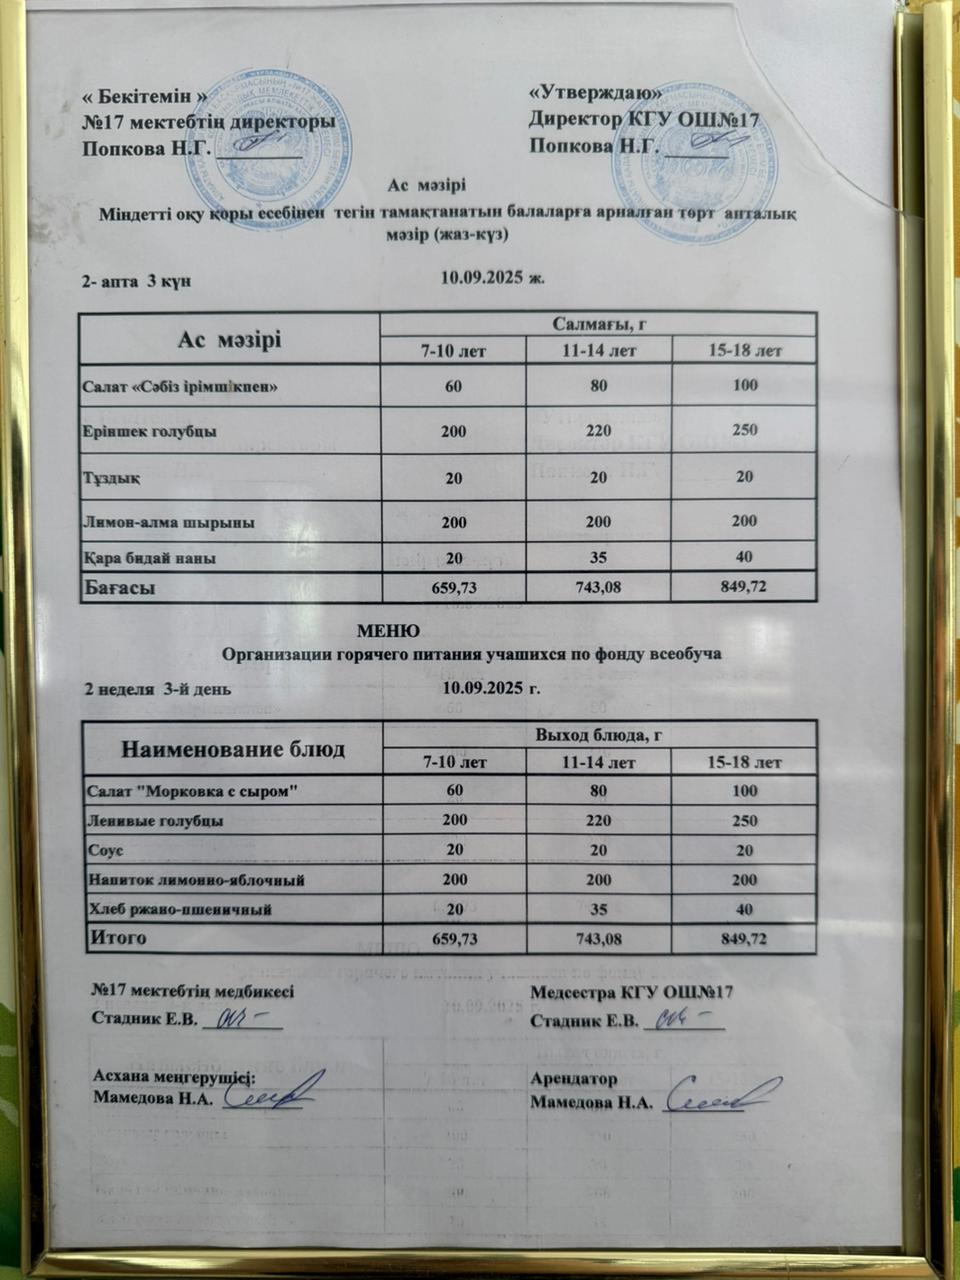 « Бекітемін »
№17 мектебтің директоры
Попкова Н.Г.
«Утверждаю»
Директор КГУ ОШ№17
Попкова Н.Г.
Ас мәзірі
Міндетті оқу қоры есебінен тегін тамақтанатын балаларға арналған төрт апталық
мәзір (жаз-күз)
2- апта 3 күн 10.09.2025 ж.
Ас мәзірі Салмағы, г
7-10 лет 11-14 лет 15-18 лет
Салат «Сәбіз ірімшікпен» 60 80 100
Еріншек голубцы 200 220 250
Тұздық 20 20 20
Лимон-алма шырыны 200 200 200
Қара бидай наны 20 35 40
Бағасы 659,73 743,08 849,72
МЕНЮ
Организации горячего питания учашихся по фонду всеобуча
2 неделя 3-й день 10.09.2025 г.
Наименование блюд Выход блюда, г
7-10 лет 11-14 лет 15-18 лет
Салат "Морковка с сыром" 60 80 100
Ленивые голубцы 200 220 250
Соус 20 20 20
Напиток лимонно-яблочный 200 200 200
Хлеб ржано-пшеничный 20 35 40
Итого 659,73 743,08 849,72
№17 мектебтің медбикесі
Стадник Е.В.
Медсестра КГУ ОШ№17
Стадник Е.В.
Асхана меңгерушісі:
Мамедова Н.А.
Арендатор
Мамедова Н.А.